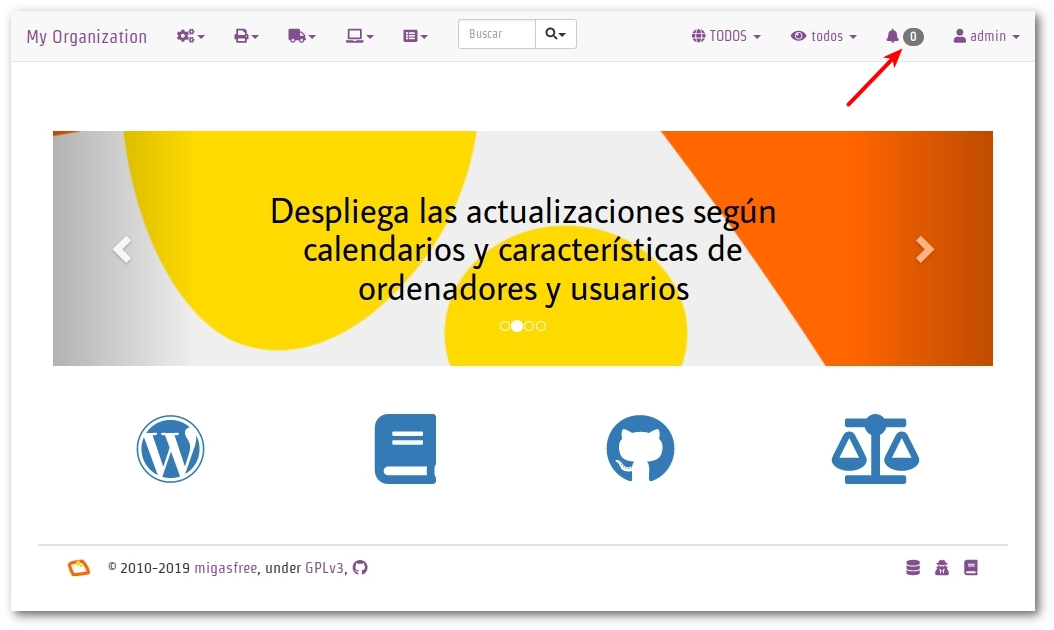 My Organization
Buscar
TODOS
todos
0
admin
Despliega las actualizaciones según
calendarios y características de
ordenadores y usuarios
© 2010-2019 migasfree, under GPLv3,